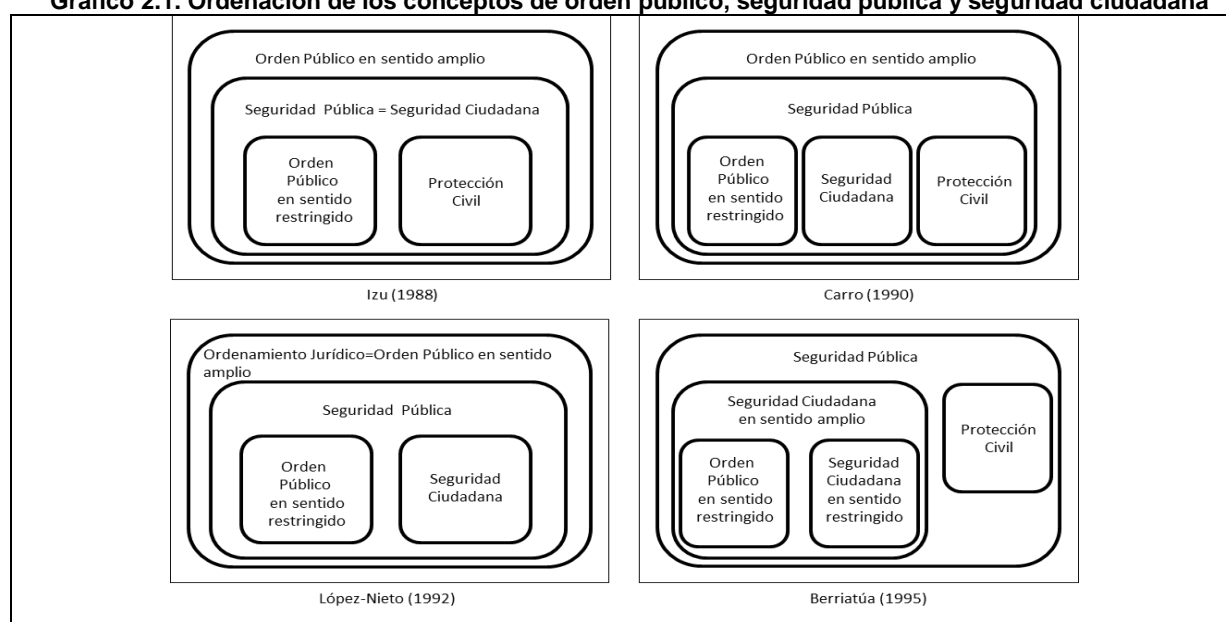 Gráfico 2.1. Ordenación de los conceptos de orden público, seguridad pública y seguridad ciudadana
Orden Público en sentido amplio
Seguridad Pública = Seguridad Ciudadana
Orden
Público
en sentido
restringido
Protección
Civil
Izu (1988)
Orden Público en sentido amplio
Seguridad Pública
Orden
Público
en sentido
restringido
Seguridad
Ciudadana
Protección
Civil
Carro (1990)
Ordenamiento Jurídico=Orden Público en sentido
amplio
Seguridad Pública
Orden
Público
en sentido
restringido
Seguridad
Ciudadana
López-Nieto (1992)
Seguridad Pública
Seguridad Ciudadana
en sentido amplio
Orden
Público
en sentido
restringido
Seguridad
Ciudadana
en sentido
restringido
Protección
Civil
Berriatúa (1995)